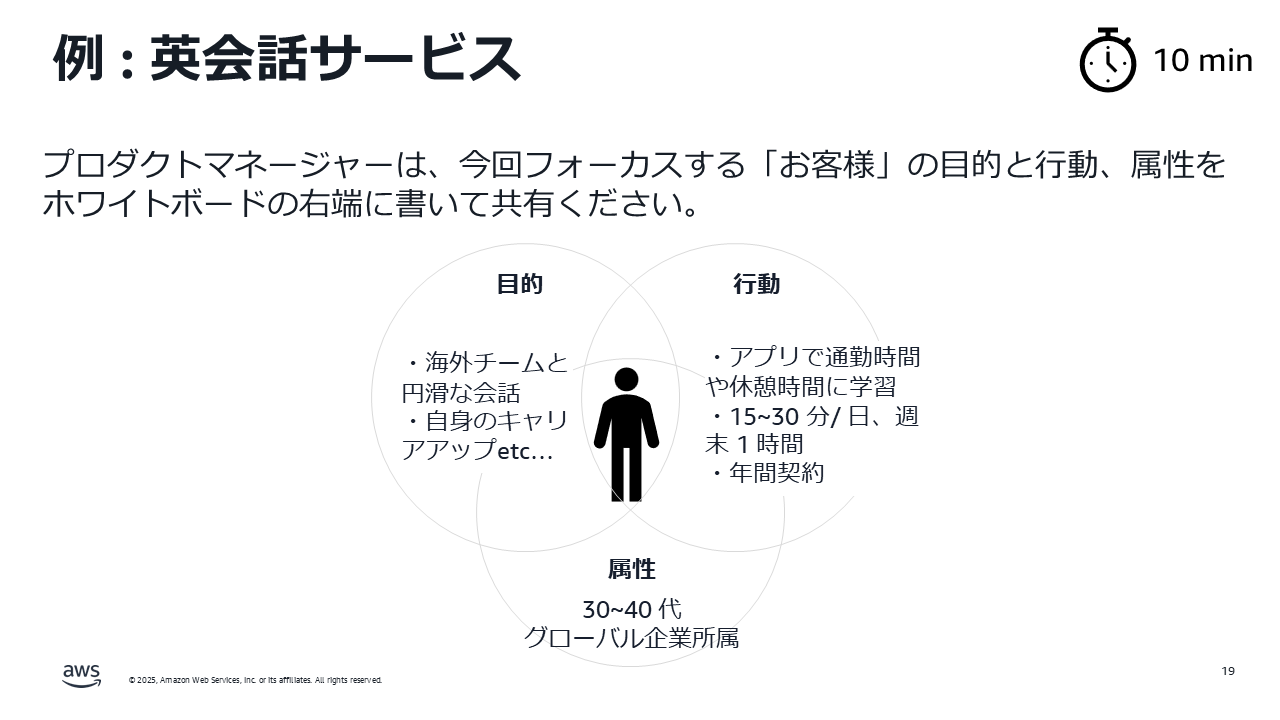 例 : 英会話サービス
10 min
プロダクトマネージャーは、今回フォーカスする「お客様」の目的と行動、属性を
ホワイトボードの右端に書いて共有ください。
目的
・海外チームと
円滑な会話
・自身のキャリ
アアップetc…
行動
・アプリで通勤時間
や休憩時間に学習
・15~30 分/ 日、週
末 1 時間
・年間契約
属性
30~40 代
グローバル企業所属
aws
© 2025, Amazon Web Services, Inc. or its affiliates. All rights reserved.
19